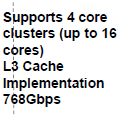 Supports 4 core
clusters (up to 16
cores)
L3 Cache
Implementation
768Gbps